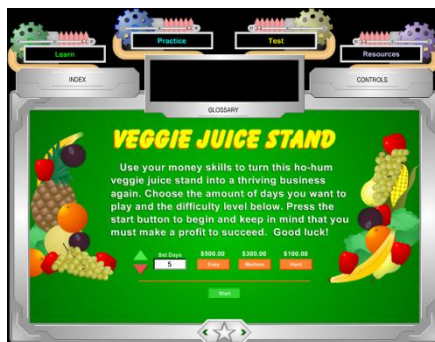 Learn
Practice
Test
Resources
INDEX
CONTROLS
GLOSSARY
VEGGIE JUICE STAND
Use your money skills to turn this ho-hum
veggie juice stand into a thriving business
again. Choose the amount of days you want to
play and the difficulty level below. Press the
start button to begin and keep in mind that you
must make a profit to succeed. Good luck!
Set Days $500.00 $300.00 $100.00
5 Easy Medium Hard
Start